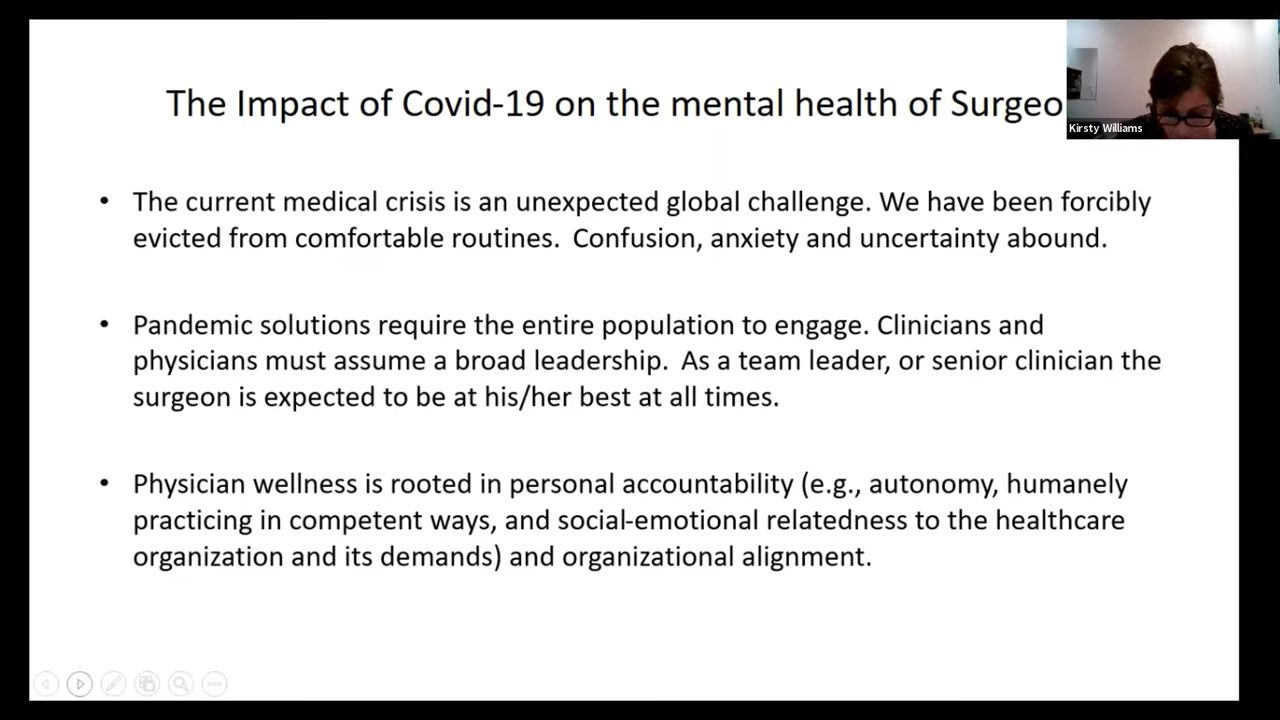 The Impact of Covid-19 on the mental health of Surgeo
Kirsty Williams
• The current medical crisis is an unexpected global challenge. We have been forcibly
evicted from comfortable routines.  Confusion, anxiety and uncertainty abound.
• Pandemic solutions require the entire population to engage. Clinicians and
physicians must assume a broad leadership.  As a team leader, or senior clinician the
surgeon is expected to be at his/her best at all times.
• Physician wellness is rooted in personal accountability (e.g., autonomy, humanely
practicing in competent ways, and social-emotional relatedness to the healthcare
organization and its demands) and organizational alignment.